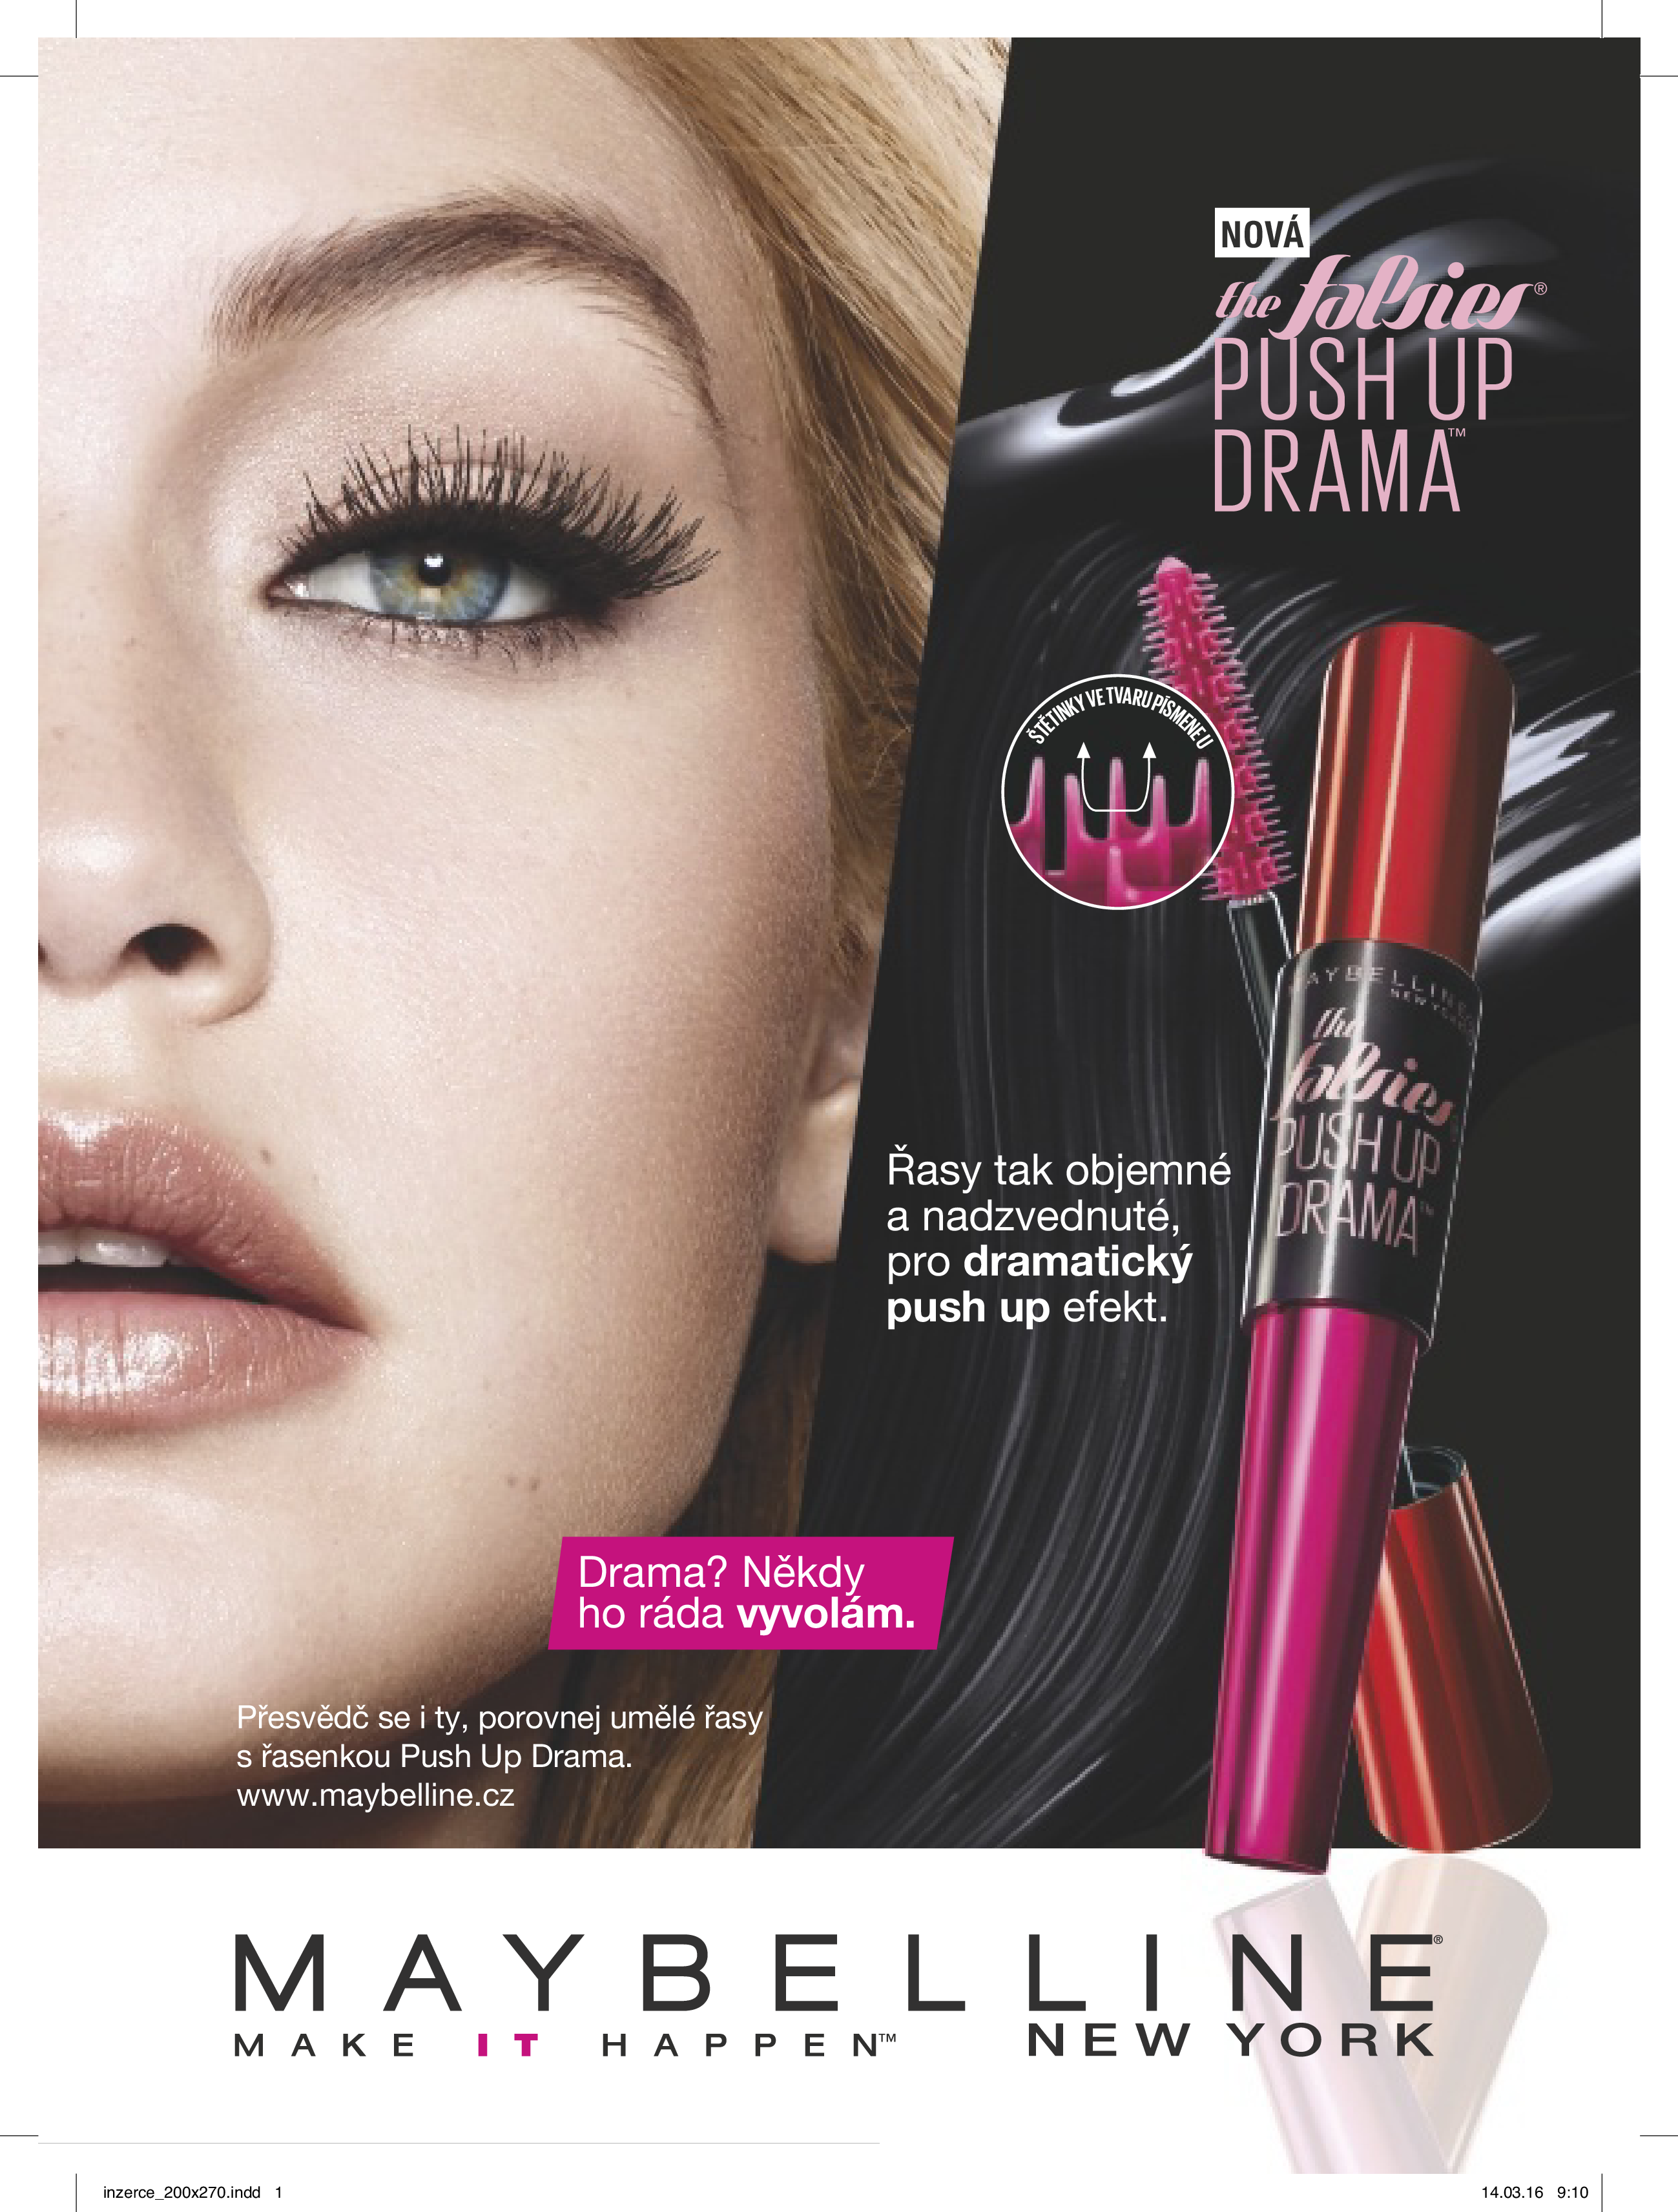 NOVÁ
the falsies®
PUSH UP
DRAMA™
ŠTĚTINKY VE TVARU PÍSMENE U
MAYBELLINE
NEW YORK
the
falsies
PUSH UP
DRAMA™
Řasy tak objemné
a nadzvednuté,
pro dramatický
push up efekt.
Drama? Někdy
ho ráda vyvolám.
Přesvědč se i ty, porovnej umělé řasy
s řasenkou Push Up Drama.
www.maybelline.cz
MAYBELLINE®
MAKE IT HAPPEN™ NEW YORK
inzerce_200x270.indd 1 14.03.16 9:10